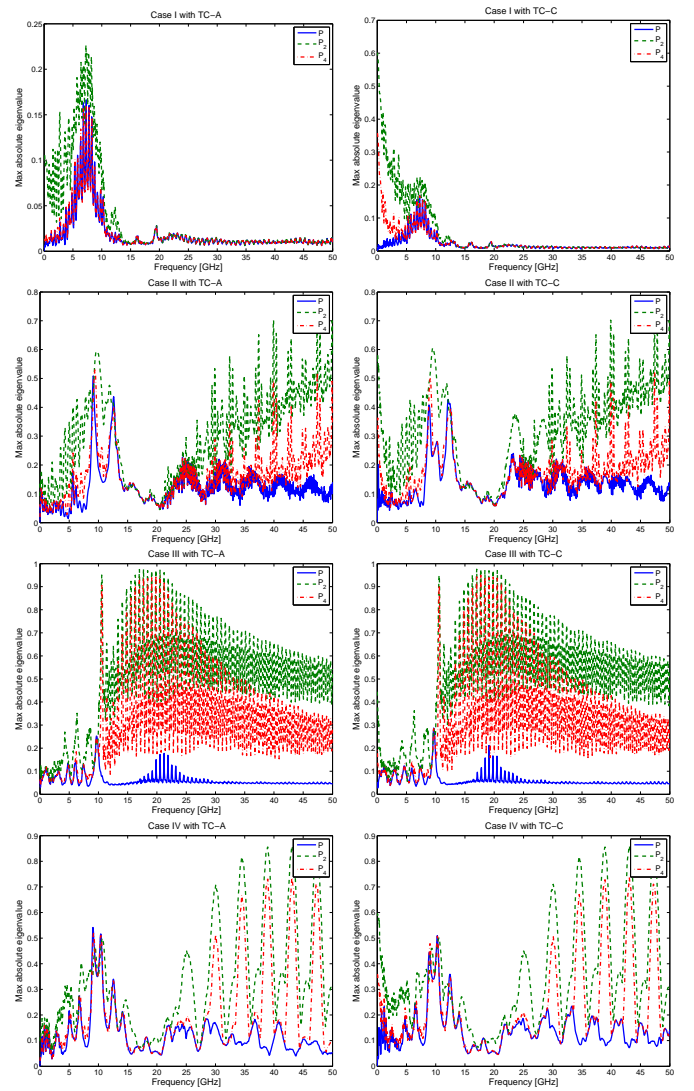 Case I with TC−A
Max absolute eigenvalue
0.25
0.2
0.15
0.1
0.05
0
0 5 10 15 20 25 30 35 40 45 50
Frequency [GHz]
P
P2
P4
Case I with TC−C
Max absolute eigenvalue
0.7
0.6
0.5
0.4
0.3
0.2
0.1
0
0 5 10 15 20 25 30 35 40 45 50
Frequency [GHz]
P
P2
P4
Case II with TC−A
Max absolute eigenvalue
0.8
0.7
0.6
0.5
0.4
0.3
0.2
0.1
0
0 5 10 15 20 25 30 35 40 45 50
Frequency [GHz]
P
P2
P4
Case II with TC−C
Max absolute eigenvalue
0.8
0.7
0.6
0.5
0.4
0.3
0.2
0.1
0
0 5 10 15 20 25 30 35 40 45 50
Frequency [GHz]
P
P2
P4
Case III with TC−A
Max absolute eigenvalue
1
0.9
0.8
0.7
0.6
0.5
0.4
0.3
0.2
0.1
0
0 5 10 15 20 25 30 35 40 45 50
Frequency [GHz]
P
P2
P4
Case III with TC−C
Max absolute eigenvalue
1
0.9
0.8
0.7
0.6
0.5
0.4
0.3
0.2
0.1
0
0 5 10 15 20 25 30 35 40 45 50
Frequency [GHz]
P
P2
P4
Case IV with TC−A
Max absolute eigenvalue
0.9
0.8
0.7
0.6
0.5
0.4
0.3
0.2
0.1
0
0 5 10 15 20 25 30 35 40 45 50
Frequency [GHz]
P
P2
P4
Case IV with TC−C
Max absolute eigenvalue
0.9
0.8
0.7
0.6
0.5
0.4
0.3
0.2
0.1
0
0 5 10 15 20 25 30 35 40 45 50
Frequency [GHz]
P
P2
P4